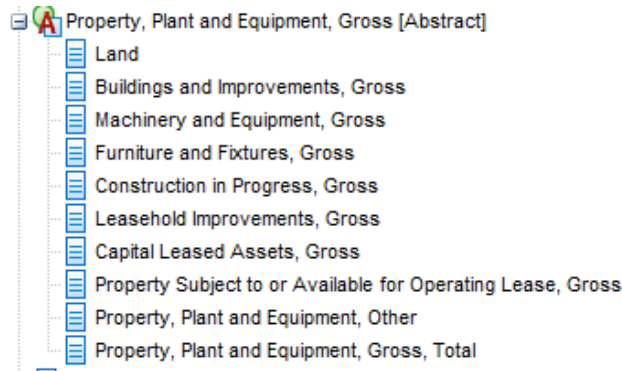 Property, Plant and Equipment, Gross [Abstract]
Land
Buildings and Improvements, Gross
Machinery and Equipment, Gross
Furniture and Fixtures, Gross
Construction in Progress, Gross
Leasehold Improvements, Gross
Capital Leased Assets, Gross
Property Subject to or Available for Operating Lease, Gross
Property, Plant and Equipment, Other
Property, Plant and Equipment, Gross, Total